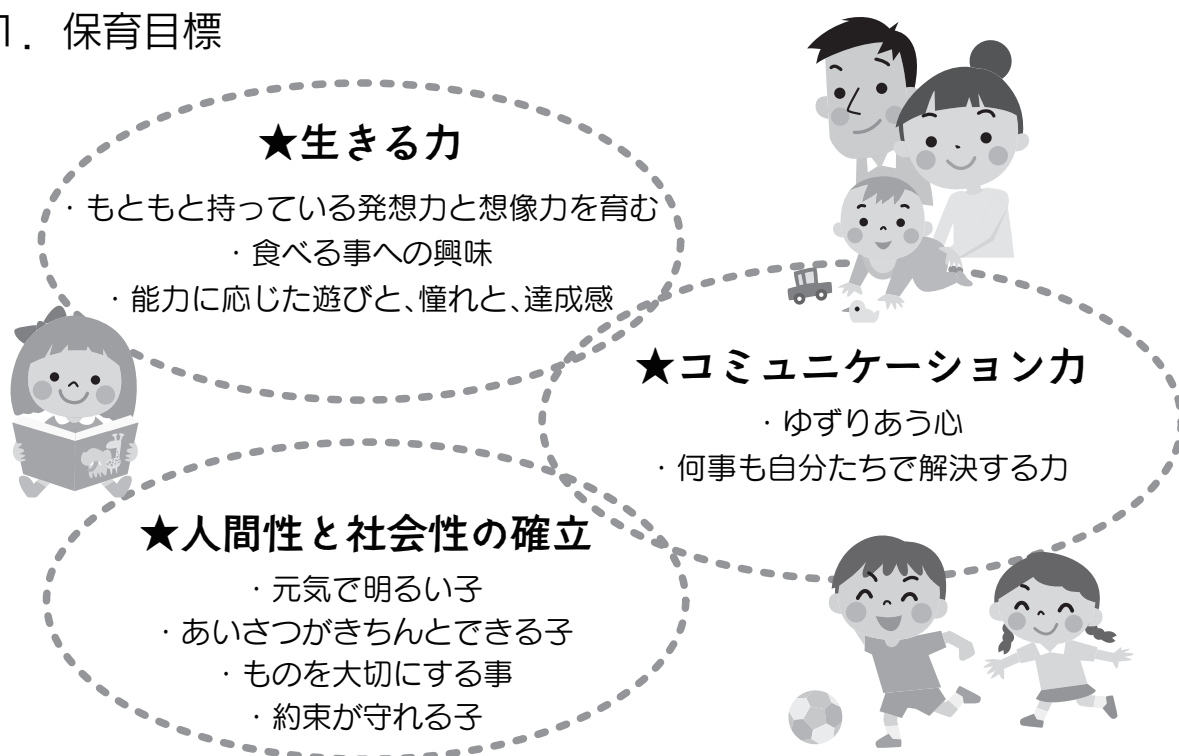 1. 保育目標
★生きる力
・もともと持っている発想力と想像力を育む
・食べる事への興味
・能力に応じた遊びと、憧れと、達成感
★コミュニケーション力
・ゆずりあう心
・何事も自分たちで解決する力
★人間性と社会性の確立
・元気で明るい子
・あいさつがきちんとできる子
・ものを大切にする事
・約束が守れる子